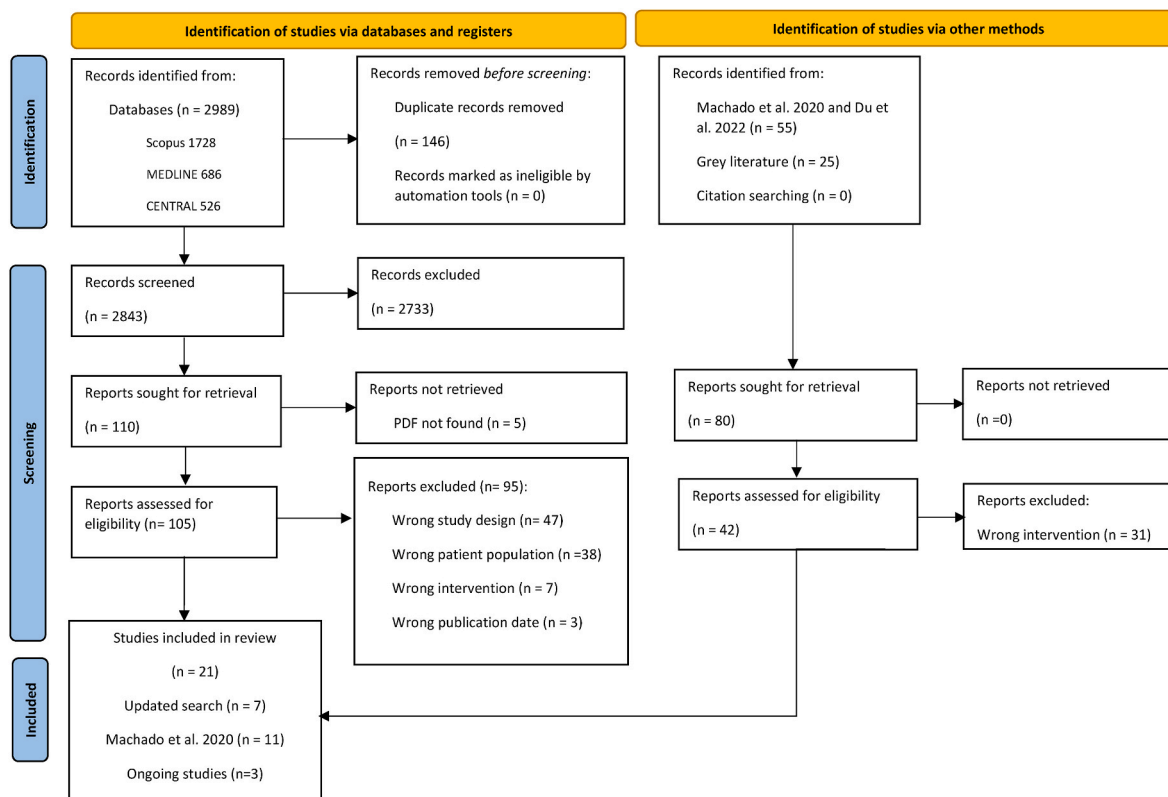 Identification of studies via databases and registers
Identification of studies via other methods
Identification
Records identified from:
Databases (n = 2989)
Scopus 1728
MEDLINE 686
CENTRAL 526
Records removed before screening:
Duplicate records removed
(n = 146)
Records marked as ineligible by
automation tools (n = 0)
Records identified from:
Machado et al. 2020 and Du et
al. 2022 (n = 55)
Grey literature (n = 25)
Citation searching (n = 0)
Screening
Records screened
(n = 2843)
Records excluded
(n = 2733)
Reports sought for retrieval
(n = 110)
Reports not retrieved
PDF not found (n = 5)
Reports sought for retrieval
(n = 80)
Reports not retrieved
(n =0)
Reports assessed for
eligibility (n= 105)
Reports excluded (n= 95):
Wrong study design (n= 47)
Wrong patient population (n =38)
Wrong intervention (n = 7)
Wrong publication date (n = 3)
Reports assessed for eligibility
(n = 42)
Reports excluded:
Wrong intervention (n = 31)
Included
Studies included in review
(n = 21)
Updated search (n = 7)
Machado et al. 2020 (n = 11)
Ongoing studies (n=3)